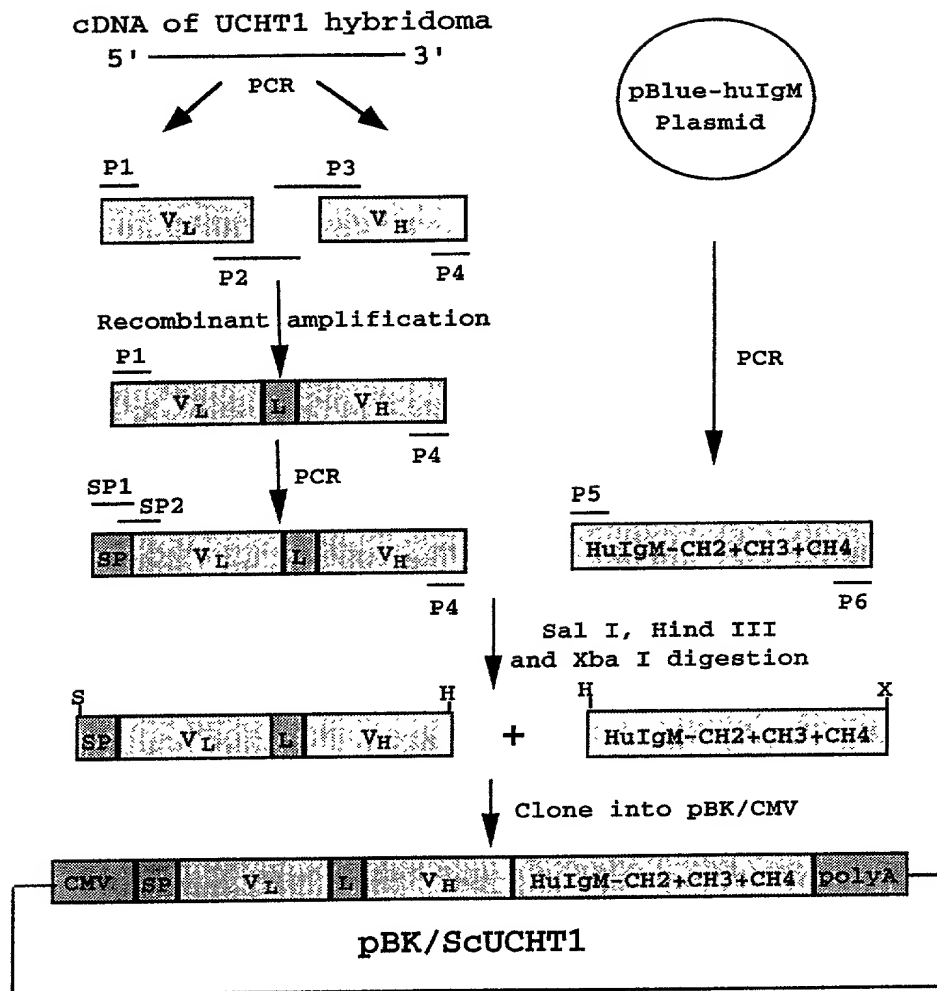 cDNA of UCHT1 hybridoma
5' 3'
PCR
pBlue-huIgM
Plasmid
P1 P3
VL VH
P2 P4
Recombinant amplification
PCR
P1
VL L VH
P4
PCR
SP1
SP2
P5
SP VL L VH
HuIgM-CH2+CH3+CH4
P4 P6
Sal I, Hind III
and Xba I digestion
S H H X
SP VL L VH + HuIgM-CH2+CH3+CH4
Clone into pBK/CMV
CMV SP VL L VH HuIgM-CH2+CH3+CH4 polyA
pBK/ScUCHT1